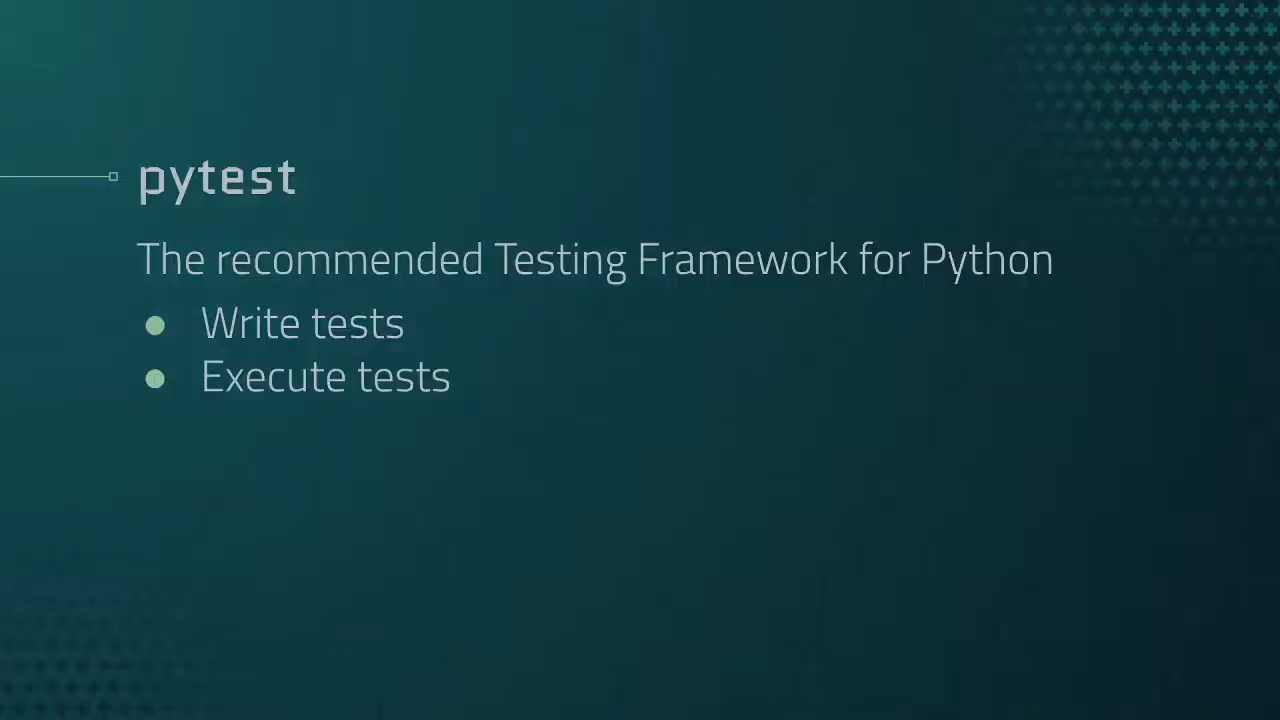 pytest
The recommended Testing Framework for Python
● Write tests
● Execute tests